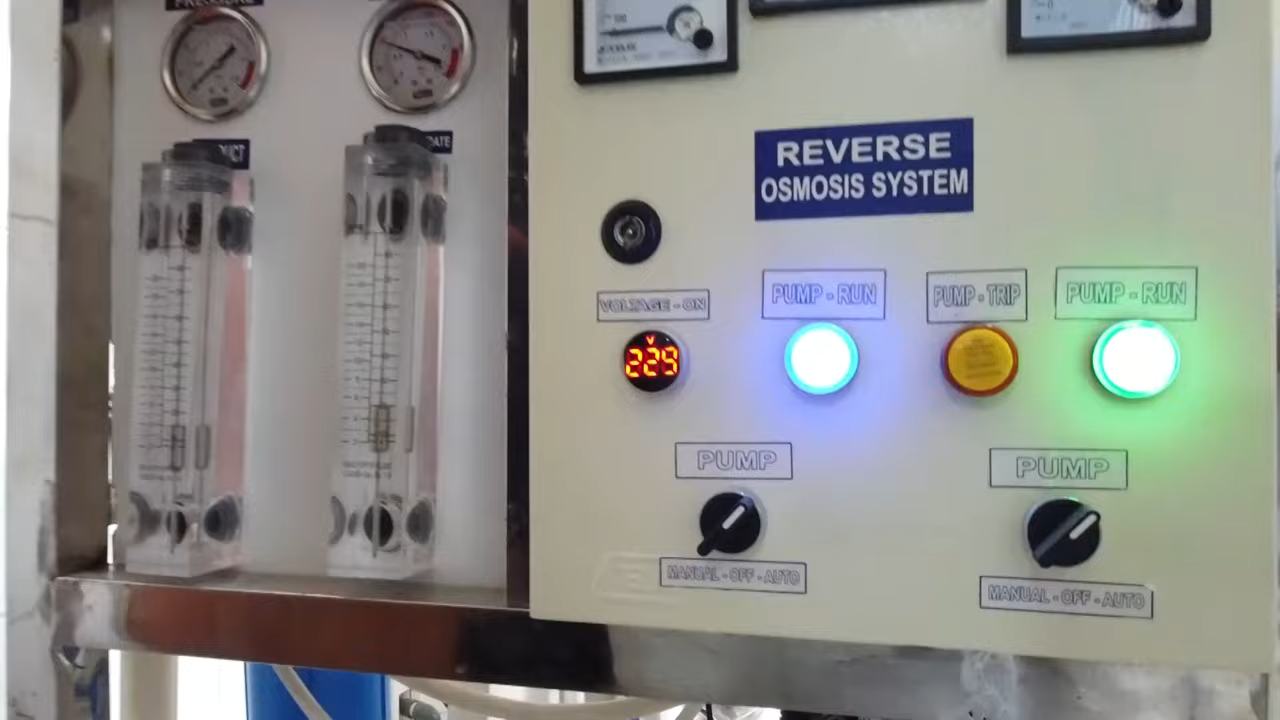 PRESSURE
REVERSE
OSMOSIS SYSTEM
VOLTAGE - ON
PUMP - RUN
PUMP - TRIP
PUMP - RUN
V
229
PUMP
PUMP
MANUAL - OFF - AUTO
MANUAL - OFF - AUTO